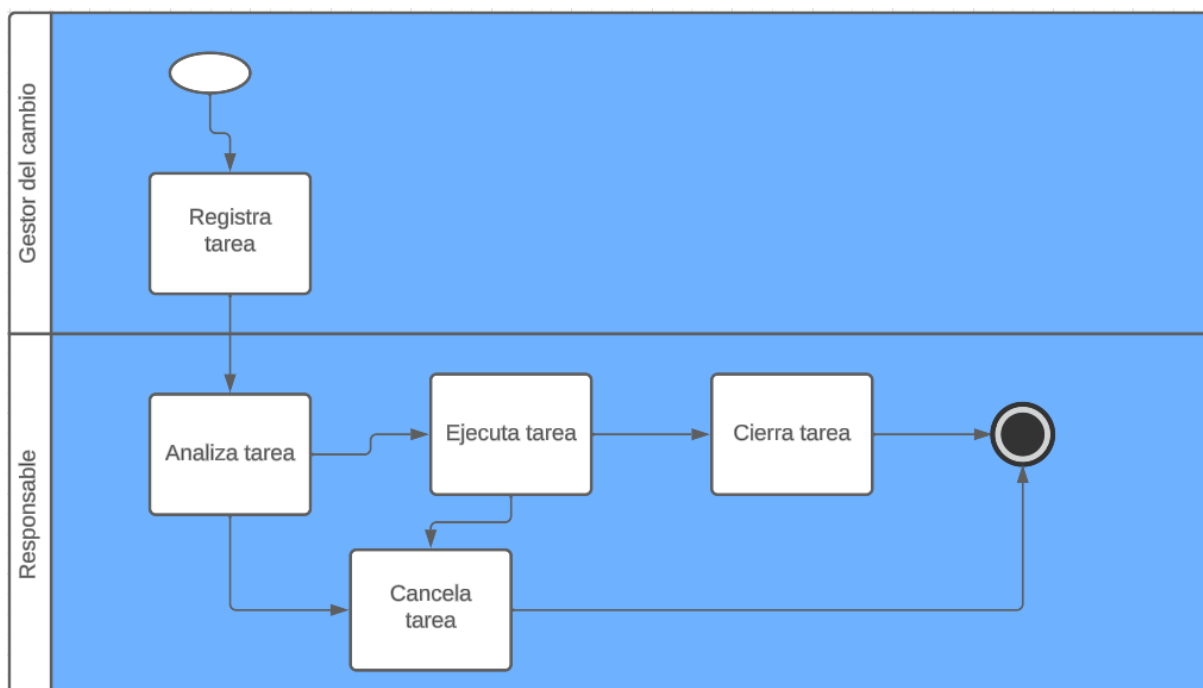 Gestor del cambio
Registra
tarea
Responsable
Analiza tarea
Ejecuta tarea
Cierra tarea
Cancela
tarea